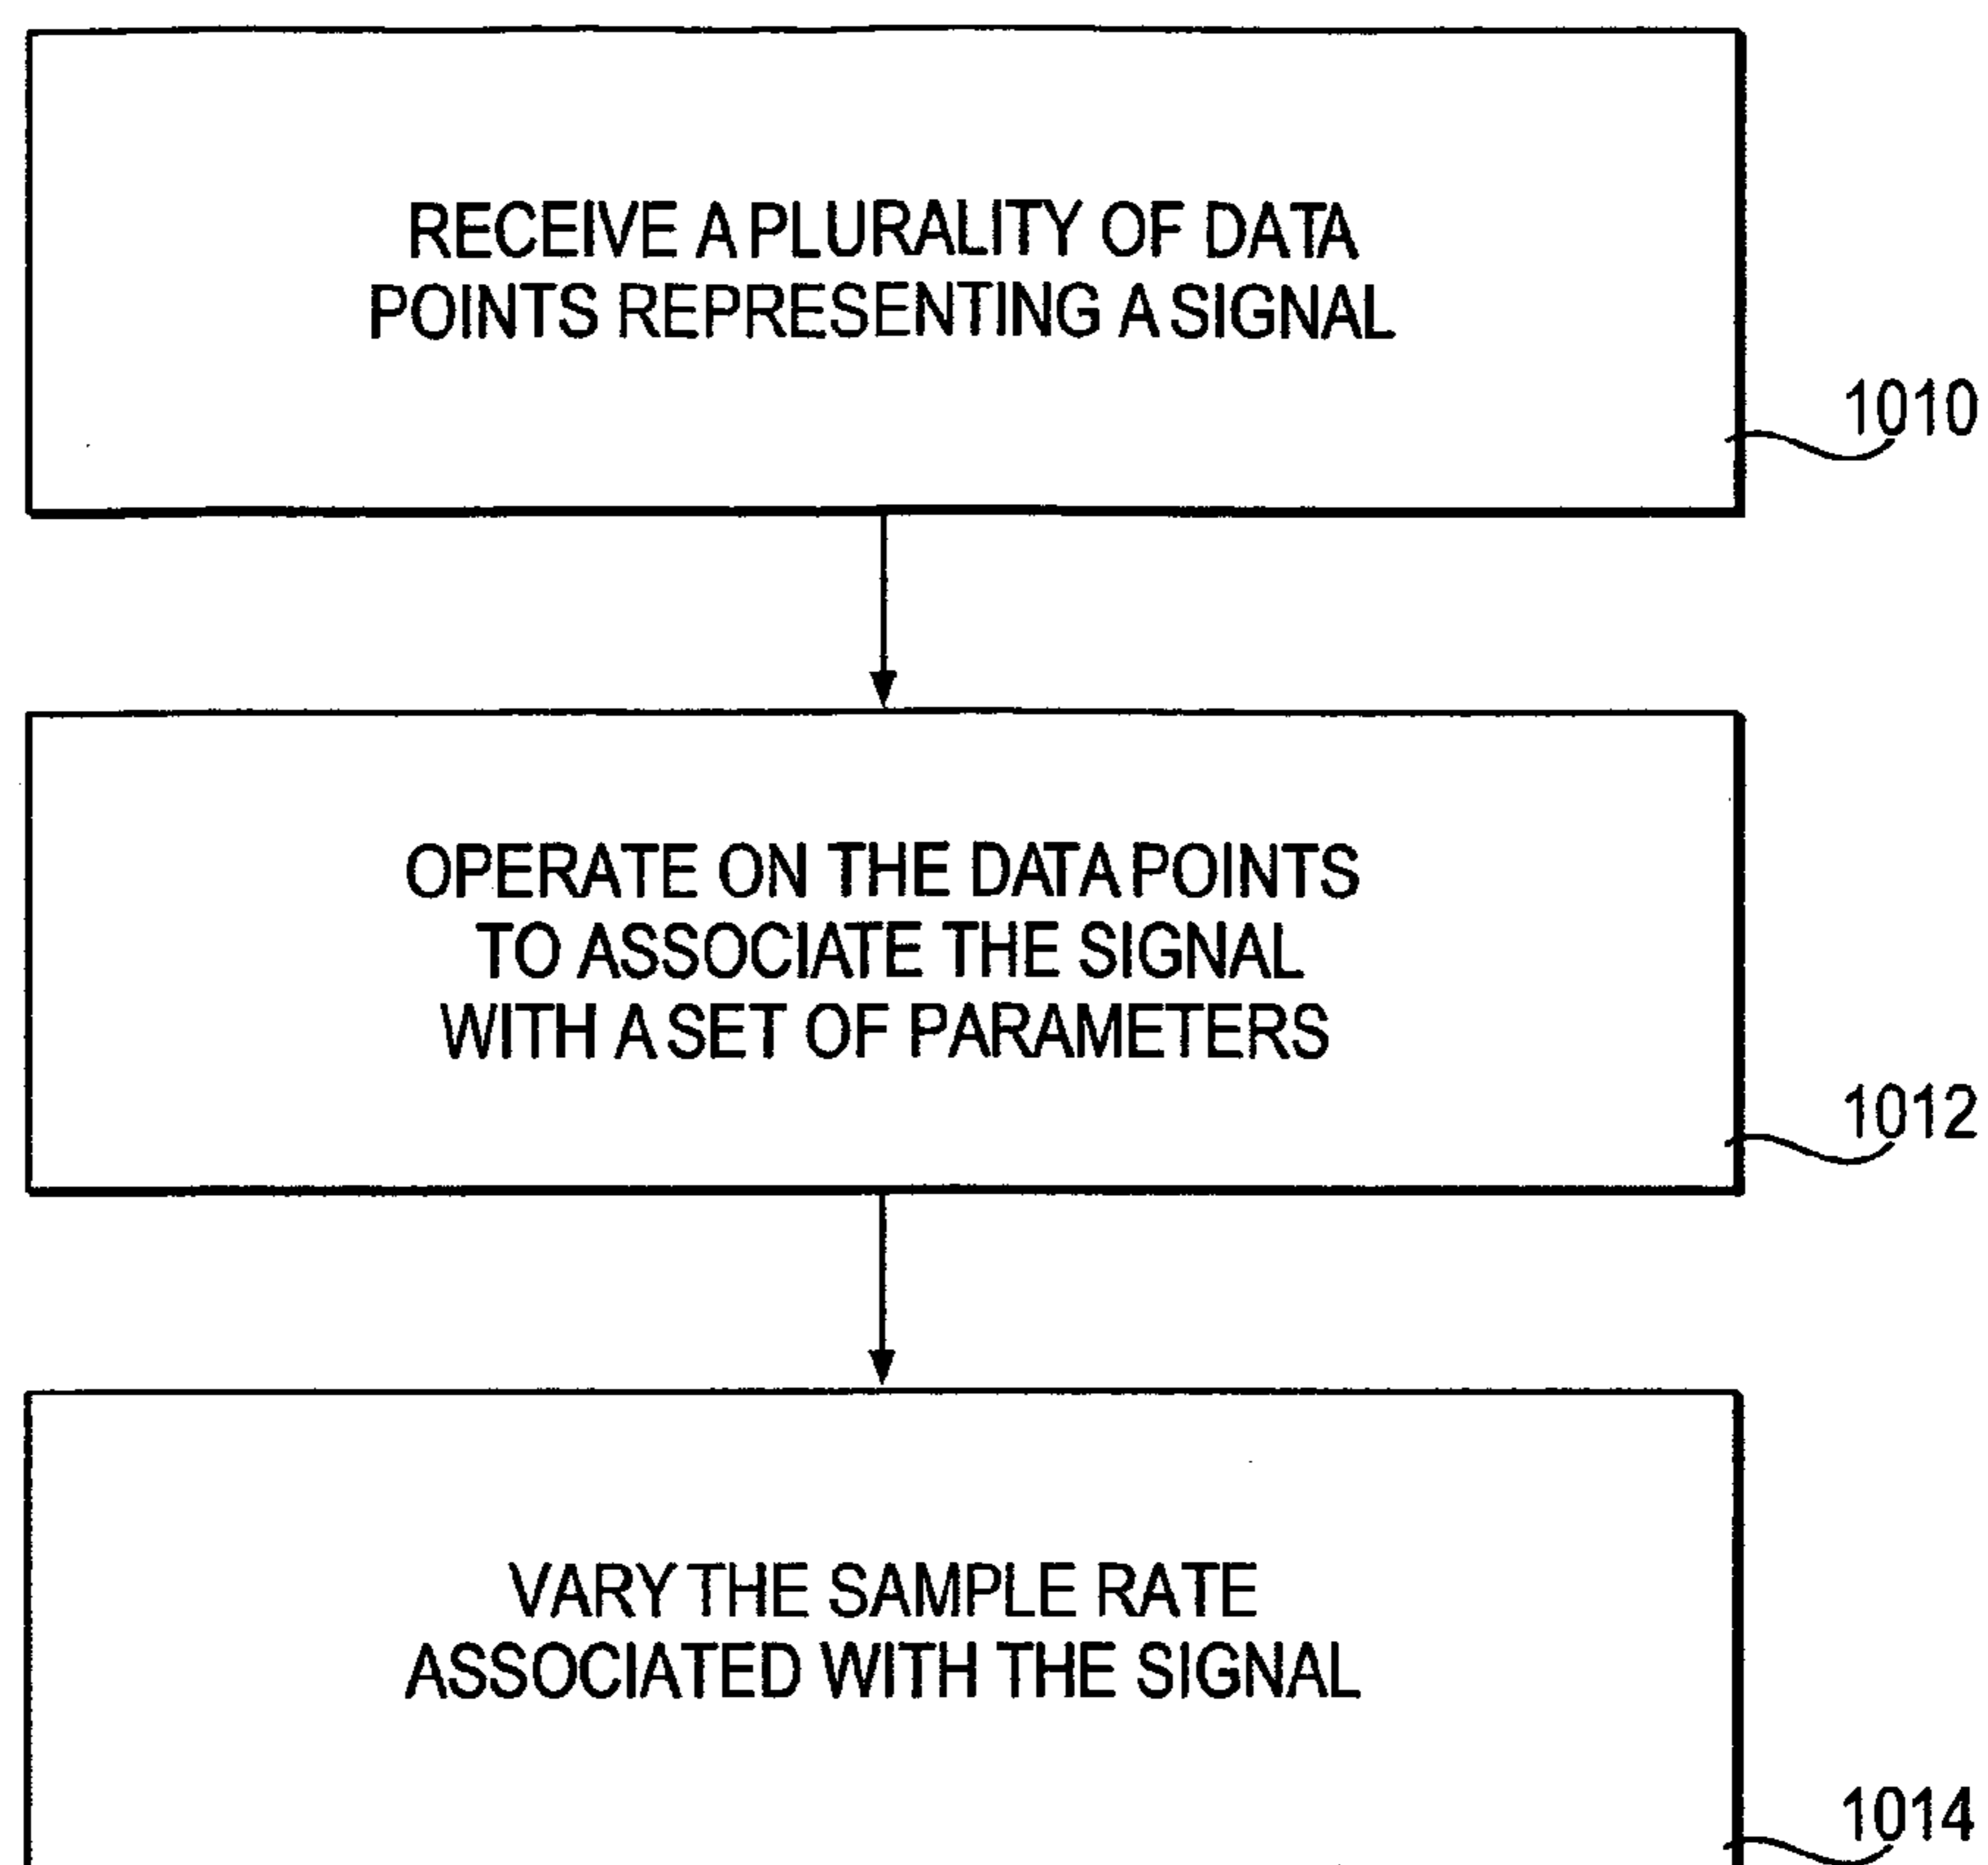 RECEIVE A PLURALITY OF DATA
POINTS REPRESENTING A SIGNAL
1010
OPERATE ON THE DATA POINTS
TO ASSOCIATE THE SIGNAL
WITH A SET OF PARAMETERS
1012
VARY THE SAMPLE RATE
ASSOCIATED WITH THE SIGNAL
1014